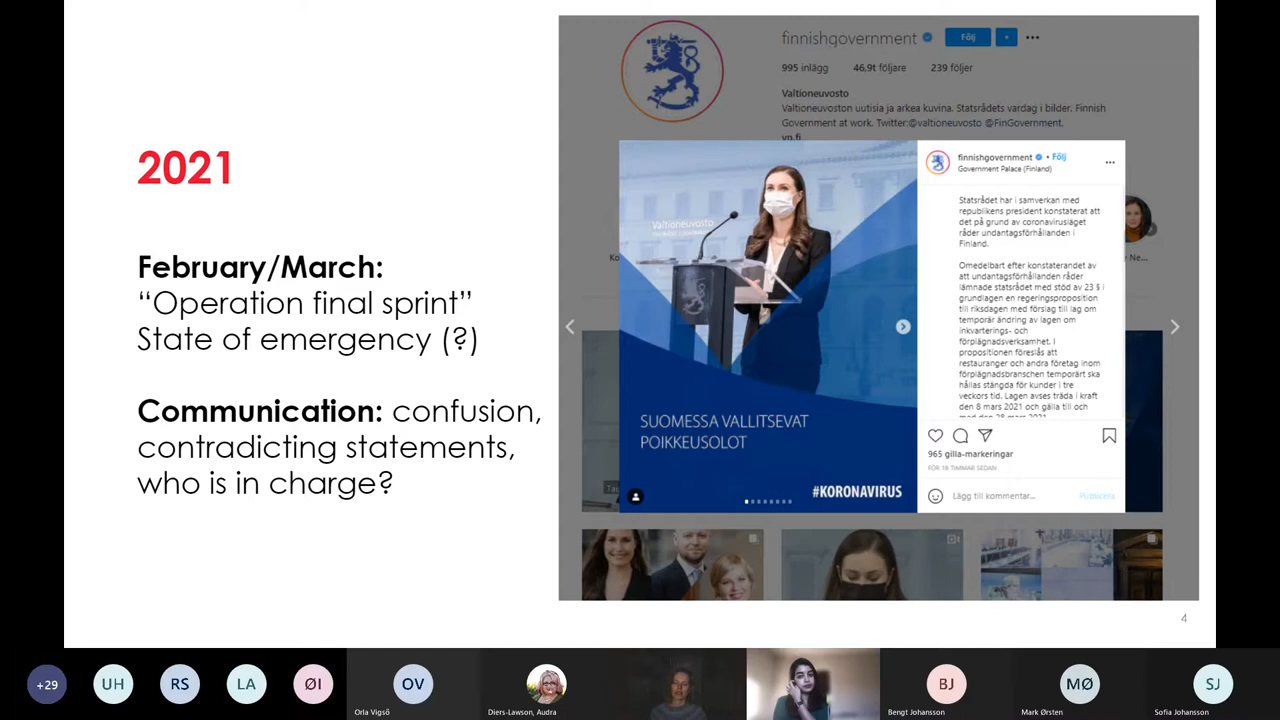 2021
February/March:
“Operation final sprint”
State of emergency (?)
Communication: confusion,
contradicting statements,
who is in charge?
finnishgovernment
Följ
995 inlägg 46,9t följare 239 följer
Valtioneuvosto
Valtioneuvoston uutisia ja arkea kuvina. Statsrådets vardag i bilder. Finnish
Government at work. Twitter:@valtioneuvosto @FinGovernment.
vn.fi
Valtioneuvosto
SUOMESSA VALLITSEVAT
POIKKEUSOLOT
#KORONAVIRUS
finnishgovernment • Följ
Government Palace (Finland)
Statsrådet har i samverkan med
republikens president konstaterat att
det på grund av coronavirusläget
råder undantagsförhållanden i
Finland.
Omedelbart efter konstaterandet av
att undantagsförhållanden råder
lämnade statsrådet med stöd av 23 § i
grundlagen en regeringsproposition
till riksdagen med förslag till lag om
temporär ändring av lagen om
inkvarterings- och
förplägnadsverksamhet. I
propositionen föreslås att
restauranger och andra företag inom
förplägnadsbranschen temporärt ska
hållas stängda för kunder i tre
veckors tid. Lagen avses träda i kraft
den 8 mars 2021 och gälla till och
med den 28 mars 2021
965 gilla-markeringar
FÖR 16 TIMMAR SEDAN
Lägg till kommentar...
Publicera
4
+29
UH
RS
LA
ØI
OV
Orla Vigsö
Diers-Lawson, Audra
BJ
Bengt Johansson
MØ
Mark Ørsten
SJ
Sofia Johansson